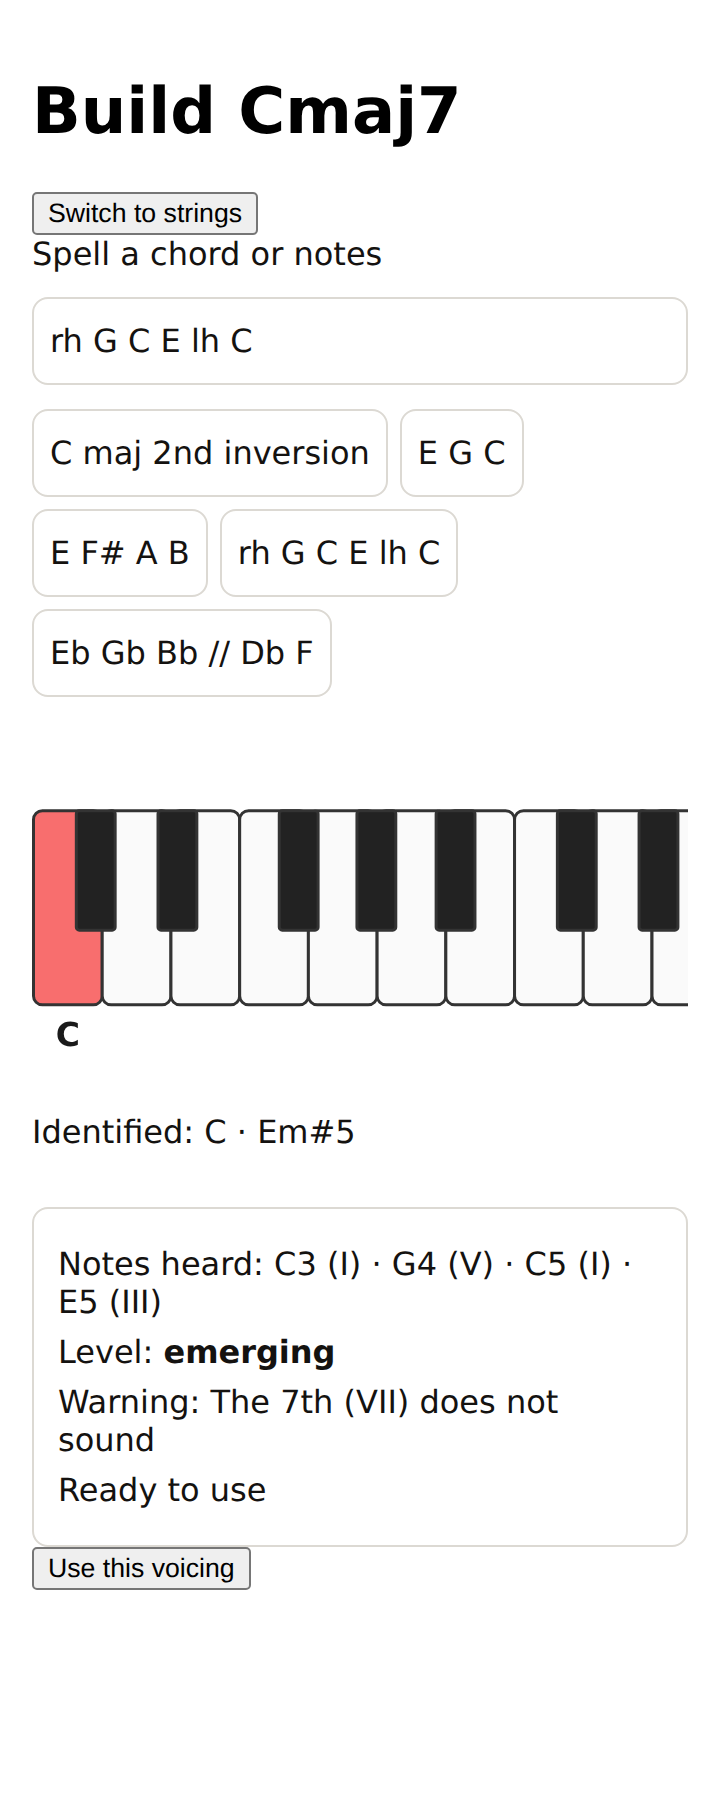 Build Cmaj7
Switch to strings
Spell a chord or notes
rh G C E lh C
C maj 2nd inversion
E G C
E F# A B
rh G C E lh C
Eb Gb Bb // Db F
C
Identified: C · Em#5
Notes heard: C3 (I) · G4 (V) · C5 (I) ·
E5 (III)
Level: emerging
Warning: The 7th (VII) does not
sound
Ready to use
Use this voicing